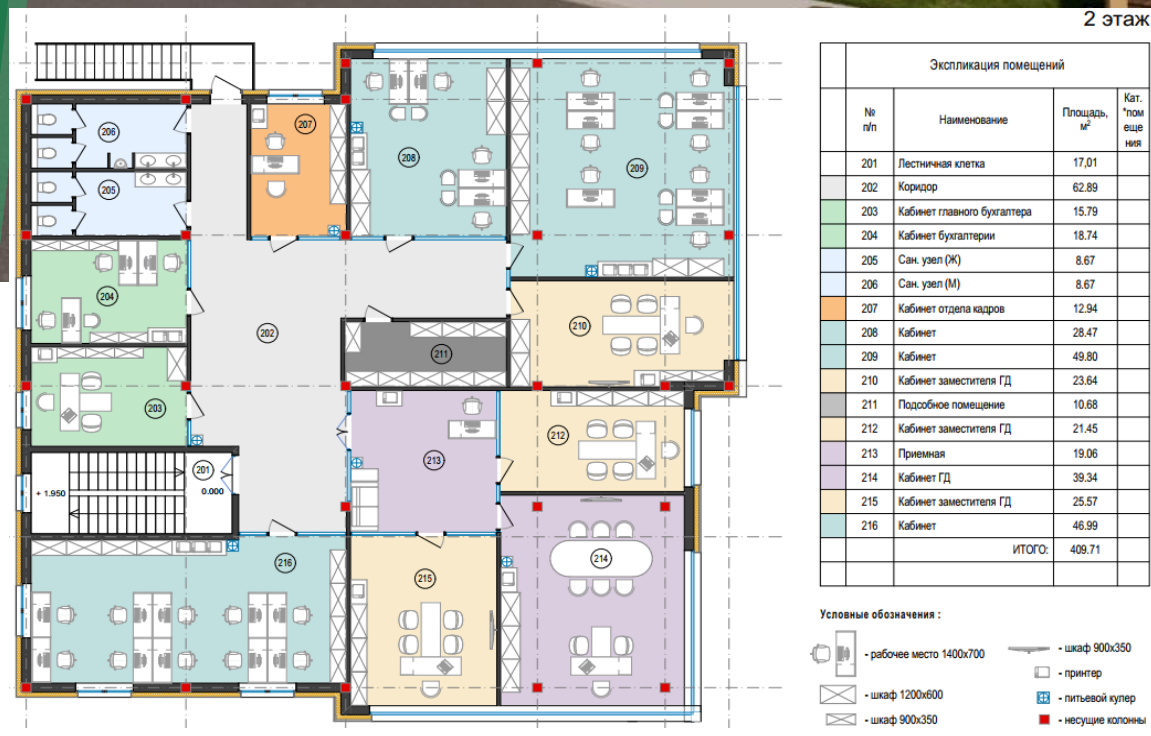 2 этаж
206
205
207
208
209
204
202
210
211
203
201
+ 1.950
0.000
213
212
216
215
214
Экспликация помещений
№ п/п Наименование Площадь, м² Кат. *пом еще ния
201 Лестничная клетка 17,01
202 Коридор 62.89
203 Кабинет главного бухгалтера 15.79
204 Кабинет бухгалтерии 18.74
205 Сан. узел (Ж) 8.67
206 Сан. узел (М) 8.67
207 Кабинет отдела кадров 12.94
208 Кабинет 28.47
209 Кабинет 49.80
210 Кабинет заместителя ГД 23.64
211 Подсобное помещение 10.68
212 Кабинет заместителя ГД 21.45
213 Приемная 19.06
214 Кабинет ГД 39.34
215 Кабинет заместителя ГД 25.57
216 Кабинет 46.99
ИТОГО: 409.71
Условные обозначения :
- рабочее место 1400х700
- шкаф 1200х600
- шкаф 900х350
- шкаф 900х350
- принтер
- питьевой кулер
- несущие колонны